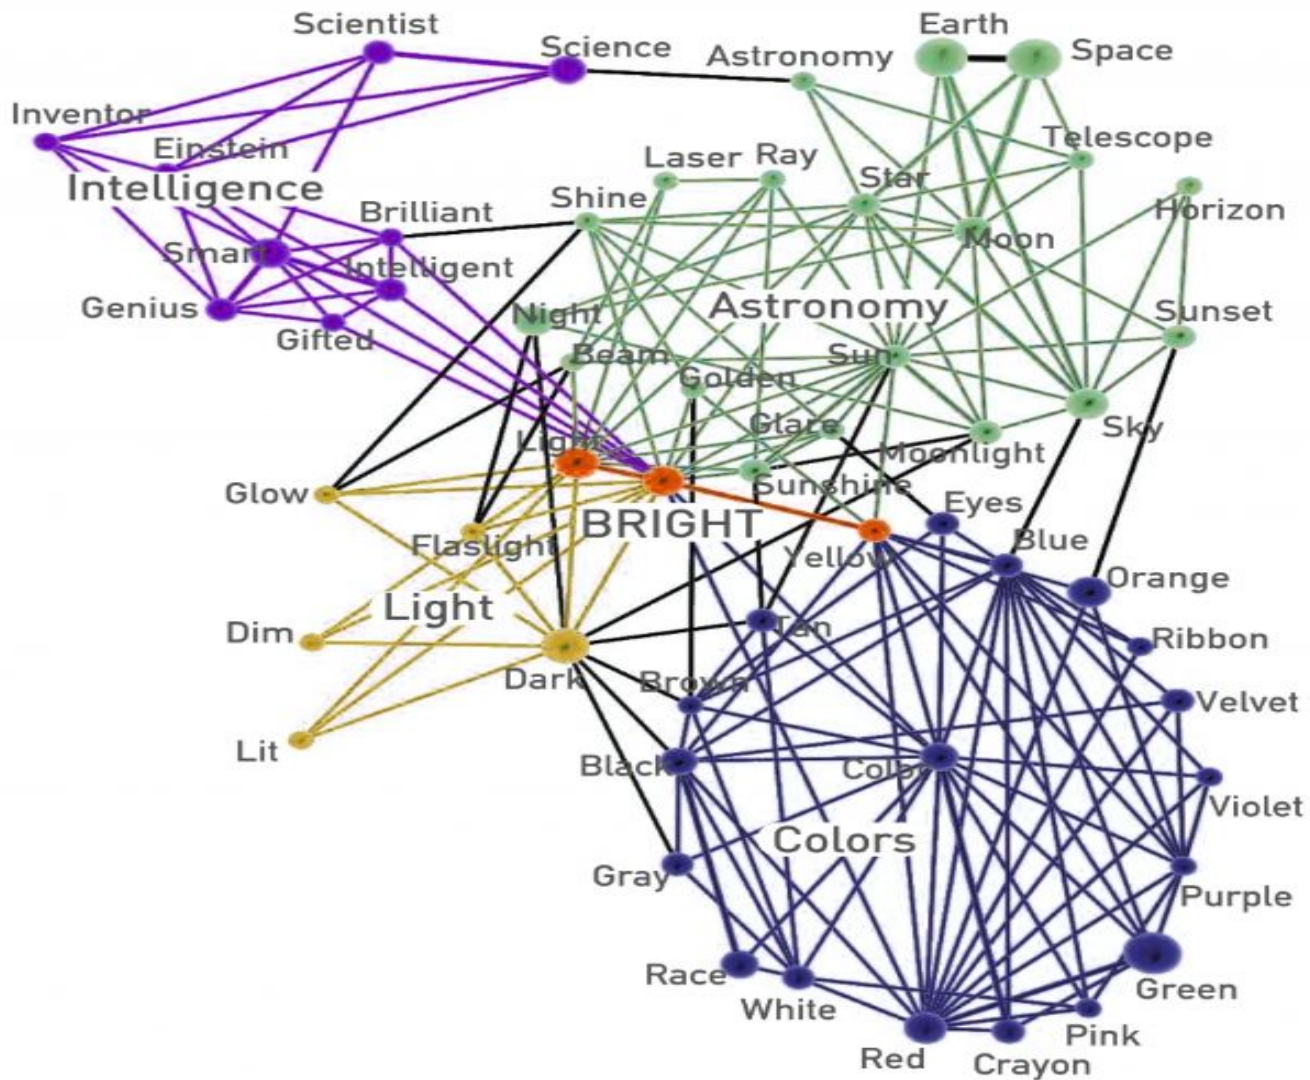 Scientist
Earth
Science
Astronomy
Space
Inventor
Einstein
Telescope
Laser
Ray
Intelligence
Star
Shine
Brilliant
Horizon
Smart
Moon
Intelligent
Genius
Astronomy
Sunset
Night
Gifted
Beam
Sun
Golden
Glare
Sky
Light
Moonlight
Glow
Sunshine
Eyes
BRIGHT
Flaslight
Yellow
Blue
Orange
Light
Dim
Tan
Ribbon
Dark
Brown
Velvet
Lit
Black
Color
Violet
Colors
Gray
Purple
Race
White
Green
Red
Pink
Crayon